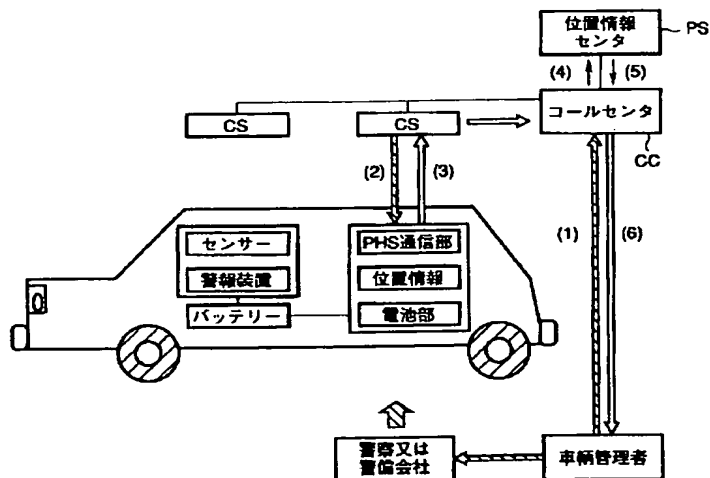 位置情報
センタ
PS
(4)
(5)
コールセンタ
CC
CS
CS
(2)
(3)
(1)
(6)
センサー
警報装置
バッテリー
PHS通信部
位置情報
電池部
警察又は
警備会社
車輌管理者